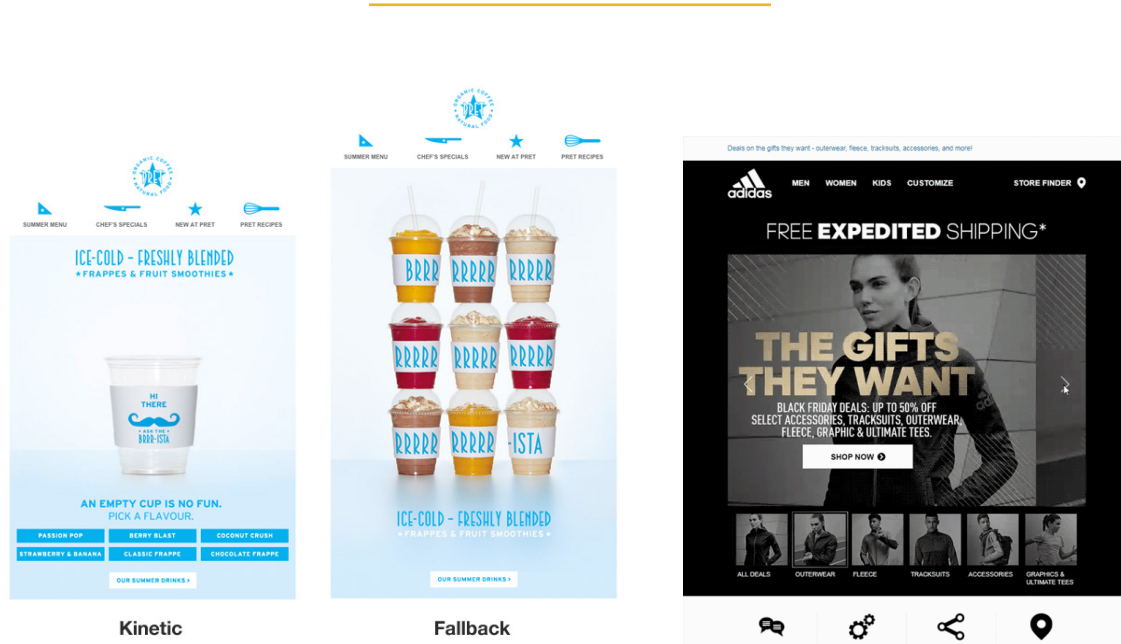 ORGANIC COFFEE
PRET
NATURAL FOOD
SUMMER MENU
CHEF'S SPECIALS
NEW AT PRET
PRET RECIPES
ICE-COLD - FRESHLY BLENDED
★ FRAPPES & FRUIT SMOOTHIES ★
HI
THERE
• ASK THE •
BRRR-ISTA
AN EMPTY CUP IS NO FUN.
PICK A FLAVOUR.
PASSION POP
BERRY BLAST
COCONUT CRUSH
STRAWBERRY & BANANA
CLASSIC FRAPPE
CHOCOLATE FRAPPE
OUR SUMMER DRINKS >
Kinetic
ORGANIC COFFEE
PRET
NATURAL FOOD
SUMMER MENU
CHEF'S SPECIALS
NEW AT PRET
PRET RECIPES
BRRR RRRRR RRRRR
RRRRR RRRRR RRRRR
RRRRR RRRRR -ISTA
ICE-COLD - FRESHLY BLENDED
★ FRAPPES & FRUIT SMOOTHIES ★
OUR SUMMER DRINKS >
Fallback
Deals on the gifts they want - outerwear, fleece, tracksuits, accessories, and more!
adidas
MEN
WOMEN
KIDS
CUSTOMIZE
STORE FINDER
FREE EXPEDITED SHIPPING*
THE GIFTS
THEY WANT
BLACK FRIDAY DEALS: UP TO 50% OFF
SELECT ACCESSORIES, TRACKSUITS, OUTERWEAR,
FLEECE, GRAPHIC & ULTIMATE TEES.
SHOP NOW
ALL DEALS
OUTERWEAR
FLEECE
TRACKSUITS
ACCESSORIES
GRAPHICS &
ULTIMATE TEES